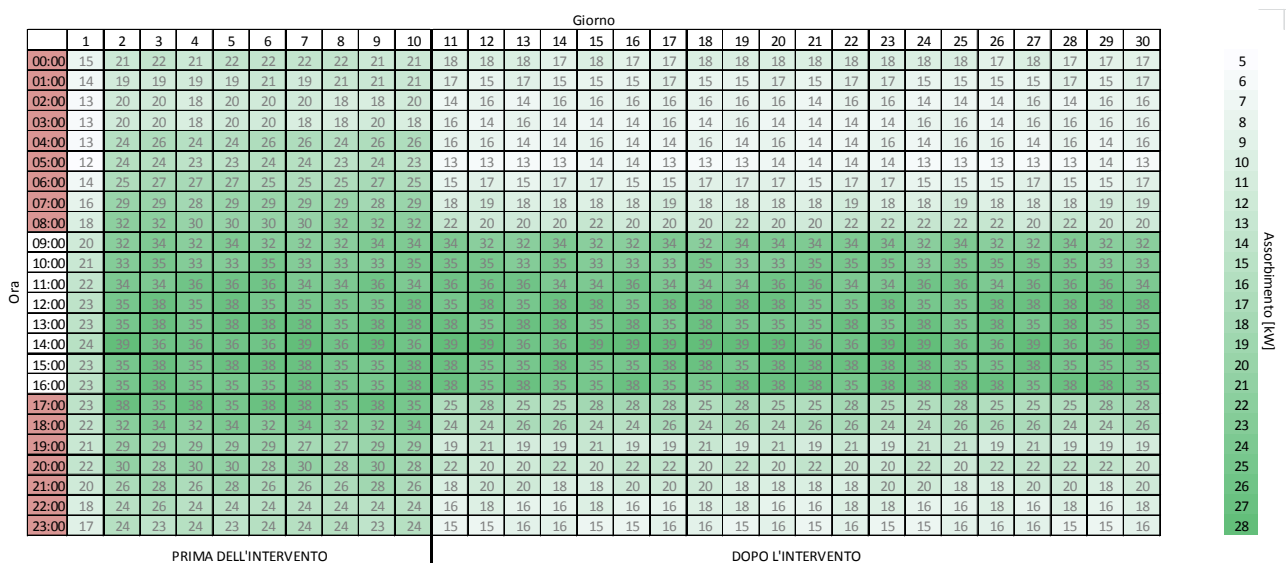 Giorno
1 2 3 4 5 6 7 8 9 10 11 12 13 14 15 16 17 18 19 20 21 22 23 24 25 26 27 28 29 30
00:00 15 21 22 21 22 22 22 22 21 21 18 18 18 17 18 17 17 18 18 18 18 18 18 18 18 17 18 17 17 17
01:00 14 19 19 19 19 21 19 21 21 21 17 15 17 15 15 15 17 17 15 17 15 17 17 15 15 15 15 17 15 17
02:00 13 20 20 18 20 20 20 18 18 20 14 16 14 16 16 16 16 16 16 14 16 16 14 14 14 16 14 16 16
03:00 13 20 20 18 20 20 18 18 20 18 16 14 16 14 14 16 14 16 14 16 14 16 14 16 16 14 16 14 16 16
04:00 13 24 26 24 24 26 26 24 26 26 16 16 14 14 16 14 14 16 14 16 14 14 14 16 16 16 14 14 16 16
05:00 12 24 24 23 23 24 24 23 24 23 13 13 13 14 14 13 13 13 14 14 13 14 14 14 13 13 13 13 14 13
06:00 14 25 27 27 27 25 25 25 27 25 15 17 15 17 17 15 15 17 17 17 15 17 17 15 15 15 17 15 15 17
07:00 16 29 29 28 29 29 29 29 28 29 18 19 18 18 18 18 19 18 18 18 18 19 18 18 19 18 18 18 19 19
08:00 18 32 32 30 30 30 30 32 32 32 22 20 20 20 22 20 20 22 20 20 20 22 22 22 22 20 22 20 20 20
09:00 20 32 34 32 34 32 32 32 34 34 34 32 32 34 32 32 34 32 34 34 34 34 34 32 34 32 32 34 32 32
10:00 21 33 35 33 33 35 33 33 33 35 35 35 33 35 33 33 33 35 33 33 35 35 33 35 35 33 35 35 33 33
11:00 22 34 34 36 36 36 34 34 36 34 36 36 36 34 34 36 36 34 36 36 34 34 36 36 34 36 34 36 36 34
12:00 23 35 38 35 38 35 35 35 38 38 35 38 35 38 38 35 38 35 38 38 38 35 38 35 38 38 38 38 38 38
13:00 23 35 38 35 38 38 38 35 38 38 38 35 38 38 35 38 35 38 38 35 35 38 35 38 35 38 35 38 35 35
14:00 24 39 36 36 36 36 39 36 39 36 39 39 36 39 39 36 39 39 39 39 36 36 39 39 36 36 39 36 36 39
15:00 23 35 38 35 38 38 38 35 38 38 38 35 35 38 38 38 35 35 38 38 35 38 35 38 38 35 38 35 35 35
16:00 23 35 38 35 35 35 38 35 38 35 38 38 35 35 35 38 38 35 38 38 38 35 38 38 38 35 35 38 38 35
17:00 23 38 35 38 35 38 38 38 35 38 35 25 28 25 25 28 28 28 25 28 25 28 28 25 28 25 25 28 28
18:00 22 32 34 32 34 32 34 32 32 34 24 24 26 26 24 26 24 26 26 24 26 24 24 26 26 26 24 24 26
19:00 21 29 29 29 29 29 27 27 29 29 19 21 19 19 21 19 19 21 19 21 21 19 21 19 21 19 21 19 19
20:00 22 30 28 30 30 28 30 28 30 28 22 20 20 22 20 22 22 20 22 20 22 20 20 22 20 22 22 22 20
21:00 20 26 28 26 28 26 26 26 28 26 18 20 20 18 18 20 20 20 18 18 18 18 20 20 18 18 20 20 18 20
22:00 18 24 26 24 24 24 24 24 26 24 16 18 16 16 18 18 16 18 18 16 16 18 16 16 16 18 16 18 16 18
23:00 17 24 23 24 23 24 24 24 23 24 15 15 16 16 15 15 16 16 15 16 16 15 15 15 16 16 16 15 15 16
PRIMA DELL'INTERVENTO DOPO L'INTERVENTO
Ora
5
6
7
8
9
10
11
12
13
14
15
16
17
18
19
20
21
22
23
24
25
26
27
28
Assorbimento [kW]